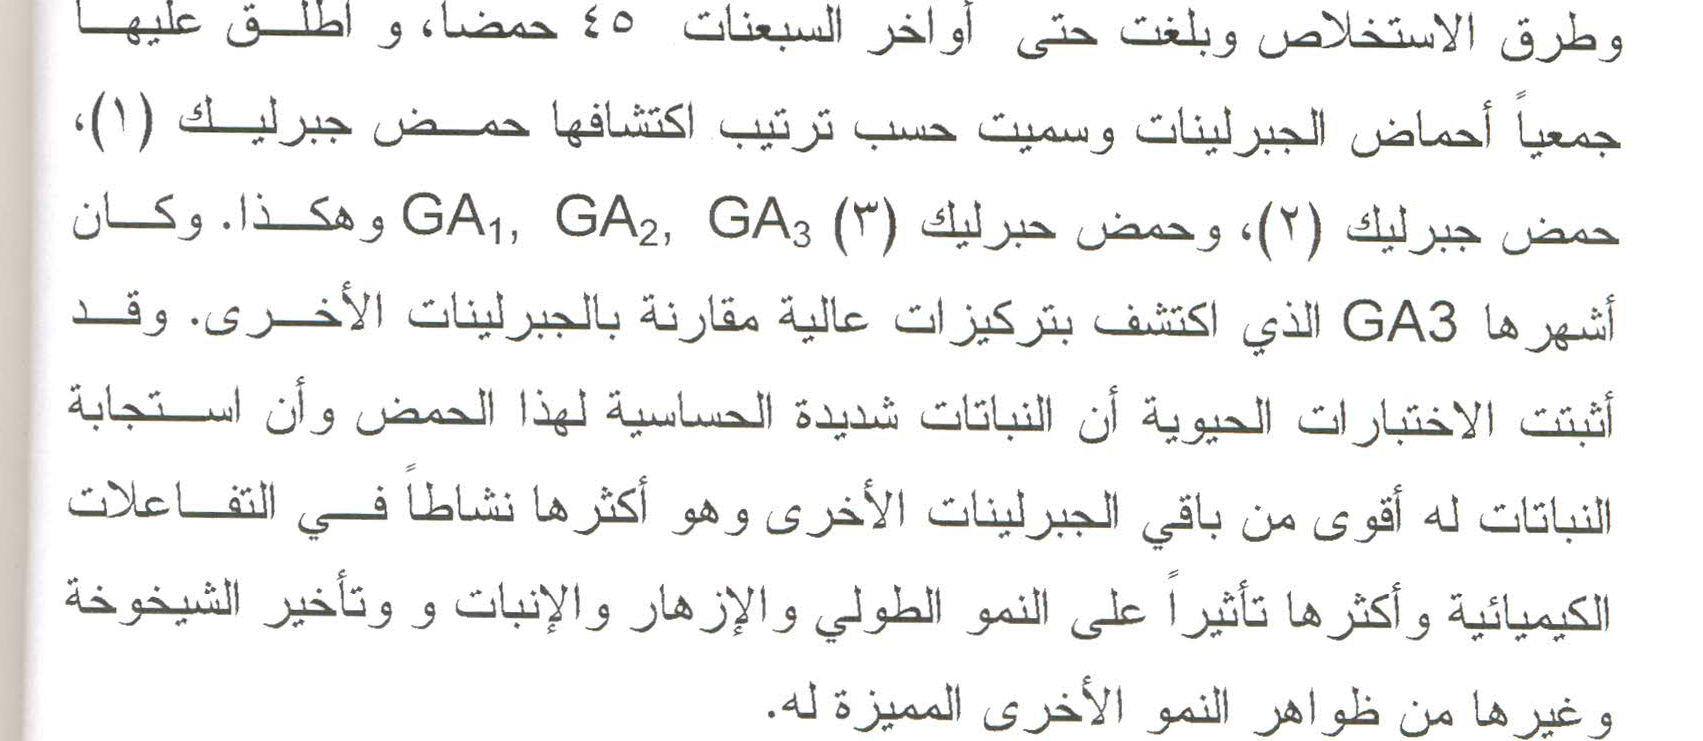 وطرق الاستخلاص وبلغت حتى أواخر السبعنات ٤٥ حمضا، و اطلق عليها
جمعياً أحماض الجبرلينات وسميت حسب ترتيب اكتشافها حمض جبرليك (١)،
حمض جبرليك (٢)، وحمض حبرليك (٣) GA₁, GA₂, GA₃ وهكذا. وكان
أشهرها GA3 الذي اكتشف بتركيزات عالية مقارنة بالجبرلينات الأخرى. وقد
أثبتت الاختبارات الحيوية أن النباتات شديدة الحساسية لهذا الحمض وأن استجابة
النباتات له أقوى من باقي الجبرلينات الأخرى وهو أكثرها نشاطاً في التفاعلات
الكيميائية وأكثرها تأثيراً على النمو الطولي والإزهار والإنبات و وتأخير الشيخوخة
وغيرها من ظواهر النمو الأخرى المميزة له.